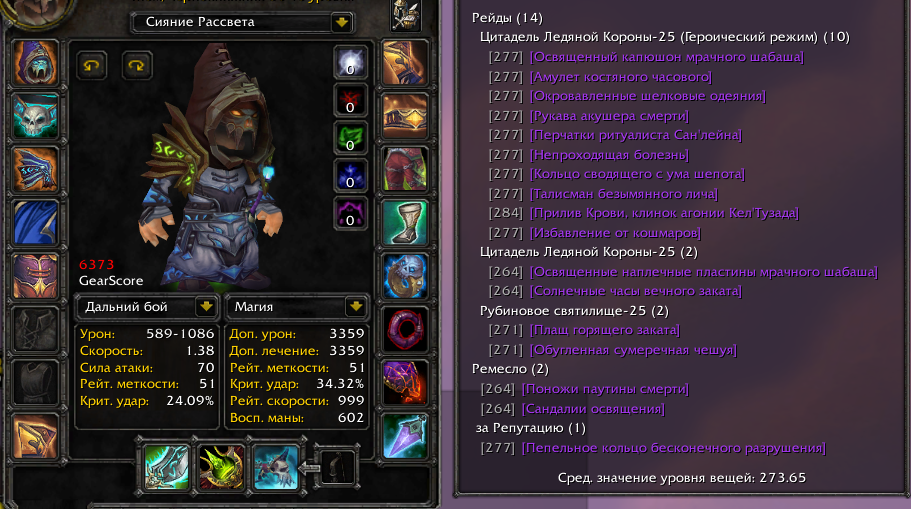 Сияние Рассвета
0
0
0
0
0
6373
GearScore
Дальний бой
Магия
Урон: 589-1086
Скорость: 1.38
Сила атаки: 70
Рейт. меткости: 51
Крит. удар: 24.09%
Доп. урон: 3359
Доп. лечение: 3359
Рейт. меткости: 51
Крит. удар: 34.32%
Рейт. скорости: 999
Восп. маны: 602
Рейды (14)
Цитадель Ледяной Короны-25 (Героический режим) (10)
[277] [Освященный капюшон мрачного шабаша]
[277] [Амулет костяного часового]
[277] [Окровавленные шелковые одеяния]
[277] [Рукава акушера смерти]
[277] [Перчатки ритуалиста Сан'лейна]
[277] [Непроходящая болезнь]
[277] [Кольцо сводящего с ума шепота]
[277] [Талисман безымянного лича]
[284] [Прилив Крови, клинок агонии Кел'Тузада]
[277] [Избавление от кошмаров]
Цитадель Ледяной Короны-25 (2)
[264] [Освященные наплечные пластины мрачного шабаша]
[264] [Солнечные часы вечного заката]
Рубиновое святилище-25 (2)
[271] [Плащ горящего заката]
[271] [Обугленная сумеречная чешуя]
Ремесло (2)
[264] [Поножи паутины смерти]
[264] [Сандалии освящения]
за Репутацию (1)
[277] [Пепельное кольцо бесконечного разрушения]
Сред. значение уровня вещей: 273.65